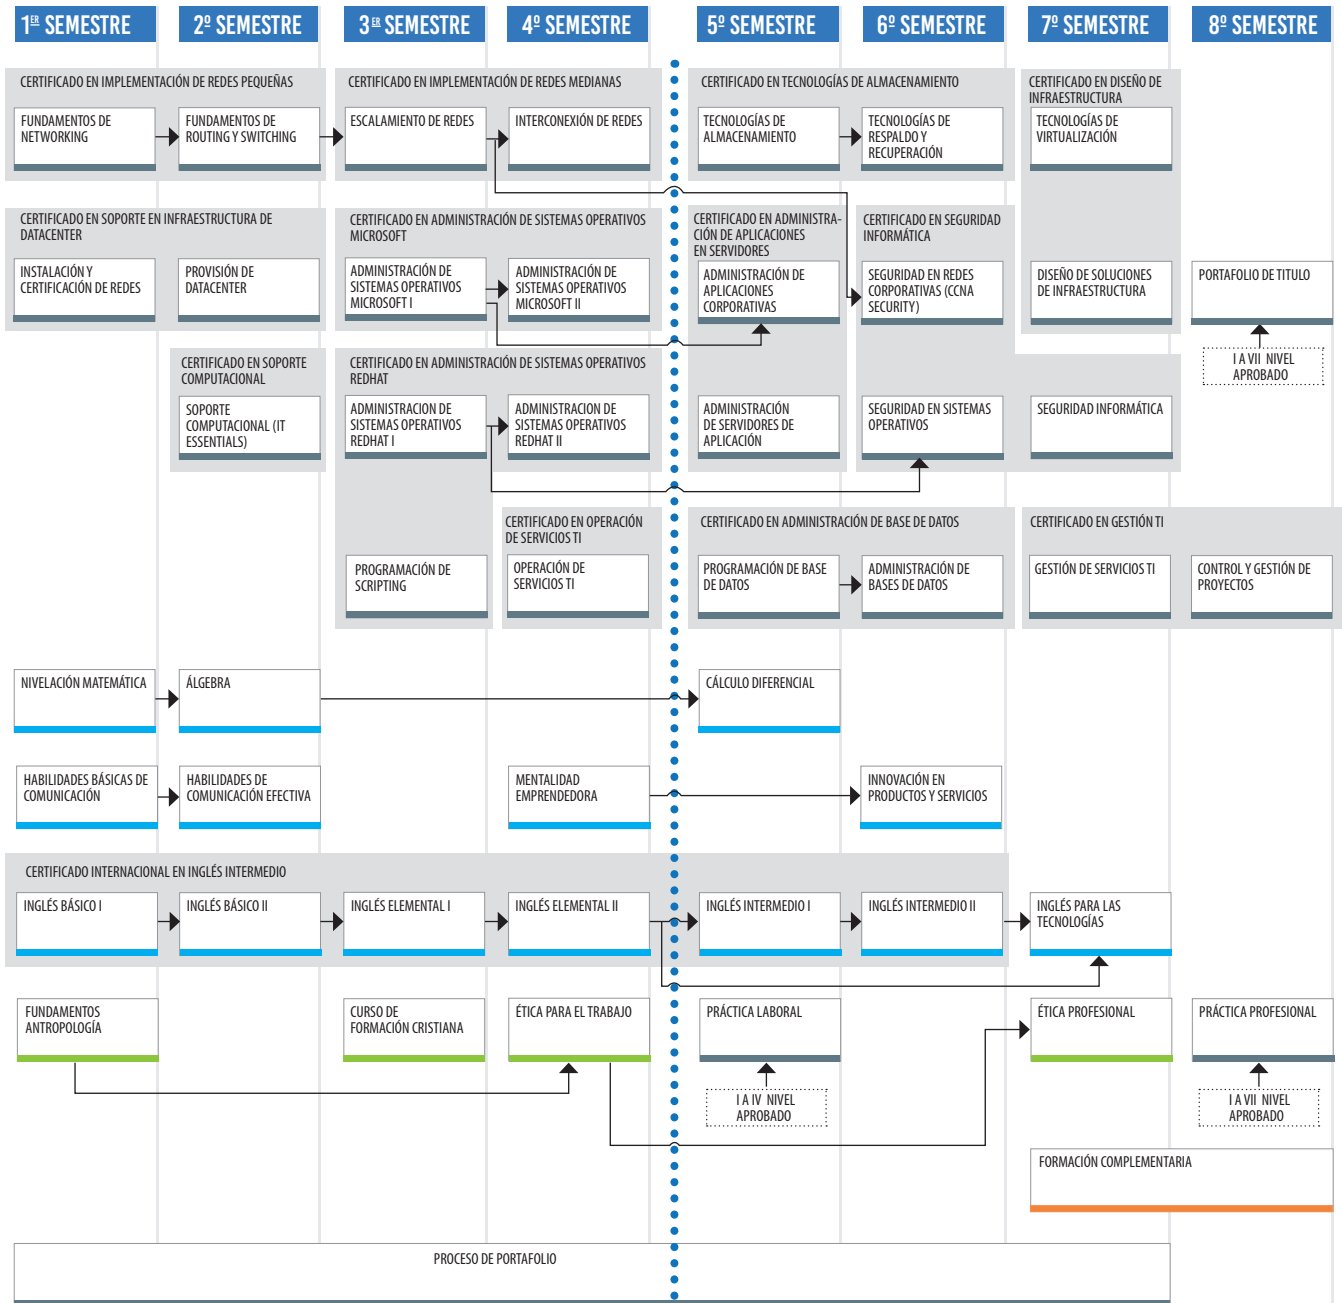 1ER SEMESTRE
2º SEMESTRE
3ER SEMESTRE
4º SEMESTRE
5º SEMESTRE
6º SEMESTRE
7º SEMESTRE
8º SEMESTRE
CERTIFICADO EN IMPLEMENTACIÓN DE REDES PEQUEÑAS
CERTIFICADO EN IMPLEMENTACIÓN DE REDES MEDIANAS
CERTIFICADO EN TECNOLOGÍAS DE ALMACENAMIENTO
CERTIFICADO EN DISEÑO DE
INFRAESTRUCTURA
FUNDAMENTOS DE
NETWORKING
FUNDAMENTOS DE
ROUTING Y SWITCHING
ESCALAMIENTO DE REDES
INTERCONEXIÓN DE REDES
TECNOLOGÍAS DE
ALMACENAMIENTO
TECNOLOGÍAS DE
RESPALDO Y
RECUPERACIÓN
TECNOLOGÍAS DE
VIRTUALIZACIÓN
CERTIFICADO EN SOPORTE EN INFRAESTRUCTURA DE
DATACENTER
CERTIFICADO EN ADMINISTRACIÓN DE SISTEMAS OPERATIVOS
MICROSOFT
CERTIFICADO EN ADMINISTRA-
CIÓN DE APLICACIONES
EN SERVIDORES
CERTIFICADO EN SEGURIDAD
INFORMÁTICA
INSTALACIÓN Y
CERTIFICACIÓN DE REDES
PROVISIÓN DE
DATACENTER
ADMINISTRACIÓN DE
SISTEMAS OPERATIVOS
MICROSOFT I
ADMINISTRACIÓN DE
SISTEMAS OPERATIVOS
MICROSOFT II
ADMINISTRACIÓN DE
APLICACIONES
CORPORATIVAS
SEGURIDAD EN REDES
CORPORATIVAS (CCNA
SECURITY)
DISEÑO DE SOLUCIONES
DE INFRAESTRUCTURA
PORTAFOLIO DE TITULO
I A VII NIVEL
APROBADO
CERTIFICADO EN SOPORTE
COMPUTACIONAL
CERTIFICADO EN ADMINISTRACIÓN DE SISTEMAS OPERATIVOS
REDHAT
SOPORTE
COMPUTACIONAL (IT
ESSENTIALS)
ADMINISTRACION DE
SISTEMAS OPERATIVOS
REDHAT I
ADMINISTRACION DE
SISTEMAS OPERATIVOS
REDHAT II
ADMINISTRACIÓN
DE SERVIDORES DE
APLICACIÓN
SEGURIDAD EN SISTEMAS
OPERATIVOS
SEGURIDAD INFORMÁTICA
CERTIFICADO EN OPERACIÓN
DE SERVICIOS TI
CERTIFICADO EN ADMINISTRACIÓN DE BASE DE DATOS
CERTIFICADO EN GESTIÓN TI
PROGRAMACIÓN DE
SCRIPTING
OPERACIÓN DE
SERVICIOS TI
PROGRAMACIÓN DE BASE
DE DATOS
ADMINISTRACIÓN DE
BASES DE DATOS
GESTIÓN DE SERVICIOS TI
CONTROL Y GESTIÓN DE
PROYECTOS
NIVELACIÓN MATEMÁTICA
ÁLGEBRA
CÁLCULO DIFERENCIAL
HABILIDADES BÁSICAS DE
COMUNICACIÓN
HABILIDADES DE
COMUNICACIÓN EFECTIVA
MENTALIDAD
EMPRENDEDORA
INNOVACIÓN EN
PRODUCTOS Y SERVICIOS
CERTIFICADO INTERNACIONAL EN INGLÉS INTERMEDIO
INGLÉS BÁSICO I
INGLÉS BÁSICO II
INGLÉS ELEMENTAL I
INGLÉS ELEMENTAL II
INGLÉS INTERMEDIO I
INGLÉS INTERMEDIO II
INGLÉS PARA LAS
TECNOLOGÍAS
FUNDAMENTOS
ANTROPOLOGÍA
CURSO DE
FORMACIÓN CRISTIANA
ÉTICA PARA EL TRABAJO
PRÁCTICA LABORAL
ÉTICA PROFESIONAL
PRÁCTICA PROFESIONAL
I A IV NIVEL
APROBADO
I A VII NIVEL
APROBADO
FORMACIÓN COMPLEMENTARIA
PROCESO DE PORTAFOLIO